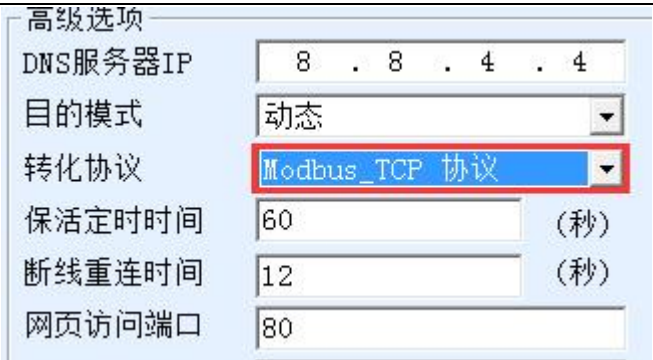 高级选项
DNS服务器IP 8 . 8 . 4 . 4
目的模式 动态
转化协议 Modbus_TCP 协议
保活定时时间 60 (秒)
断线重连时间 12 (秒)
网页访问端口 80